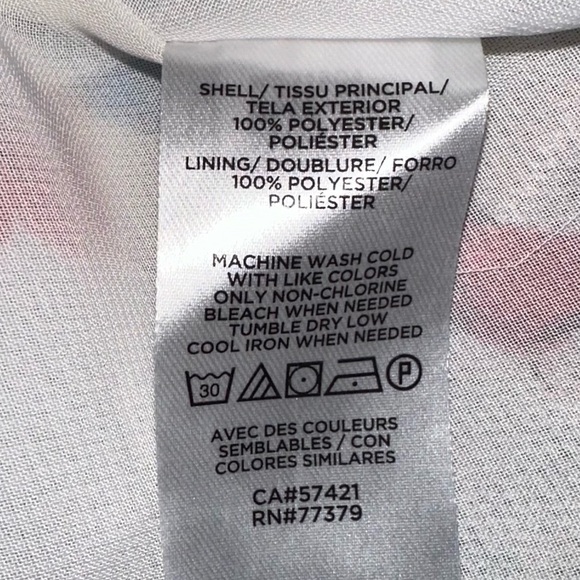 SHELL/ TISSU PRINCIPAL/
TELA EXTERIOR
100% POLYESTER/
POLIÉSTER
LINING/ DOUBLURE/ FORRO
100% POLYESTER/
POLIÉSTER
MACHINE WASH COLD
WITH LIKE COLORS
ONLY NON-CHLORINE
BLEACH WHEN NEEDED
TUMBLE DRY LOW
COOL IRON WHEN NEEDED
30 P
AVEC DES COULEURS
SEMBLABLES / CON
COLORES SIMILARES
CA#57421
RN#77379